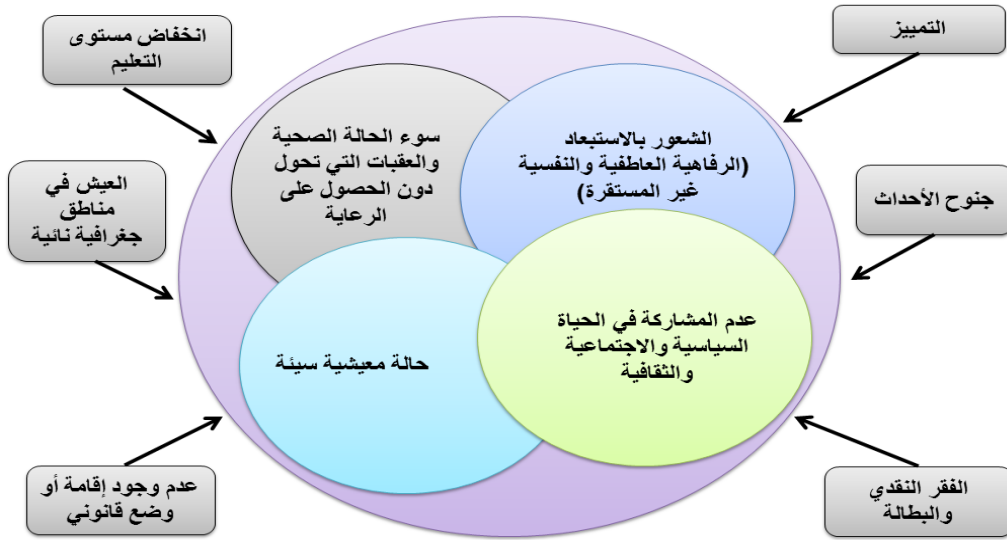 التمييز
انخفاض مستوى
التعليم
الشعور بالاستبعاد
(الرفاهية العاطفية والنفسية
غير المستقرة)
سوء الحالة الصحية
والعقبات التي تحول
دون الحصول على
الرعاية
جنوح الأحداث
العيش في
مناطق
جغرافية نائية
عدم المشاركة في الحياة
السياسية والاجتماعية
والثقافية
حالة معيشية سيئة
الفقر النقدي
والبطالة
عدم وجود إقامة أو
وضع قانوني